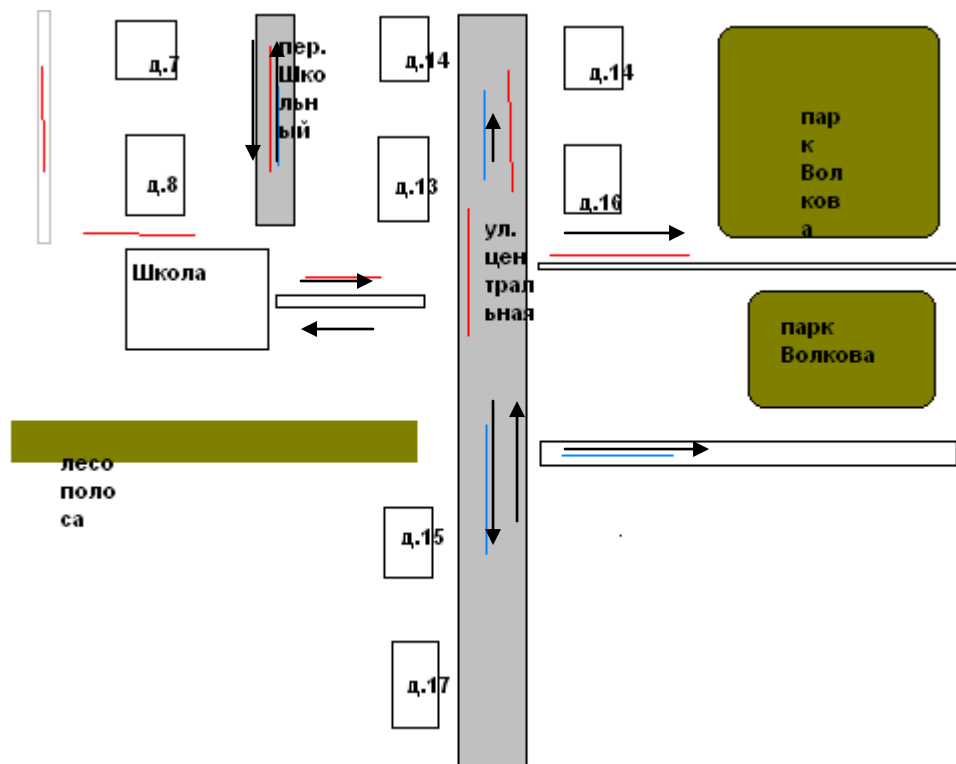 д.7
пер.
Шко
льн
ый
д.14
д.14
пар
к
Вол
ков
а
д.8
д.13
д.16
ул.
цен
трал
ьная
Школа
парк
Волкова
лесо
поло
са
д.15
д.17